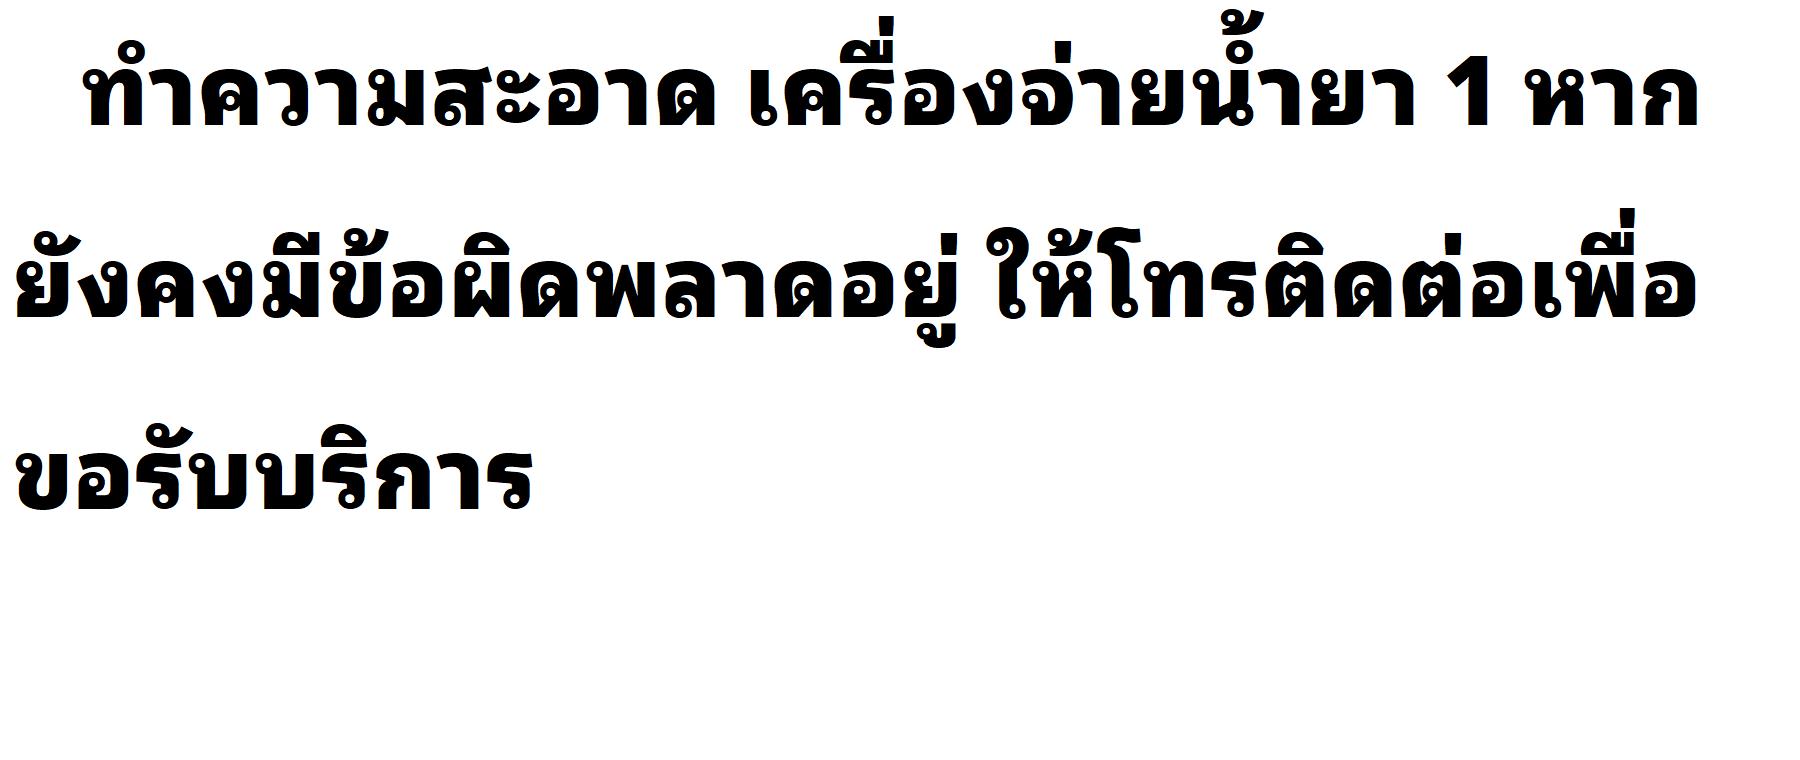 ทำความสะอาด เครื่องจ่ายน้ำยา 1 หาก
ยังคงมีข้อผิดพลาดอยู่ ให้โทรติดต่อเพื่อ
ขอรับบริการ